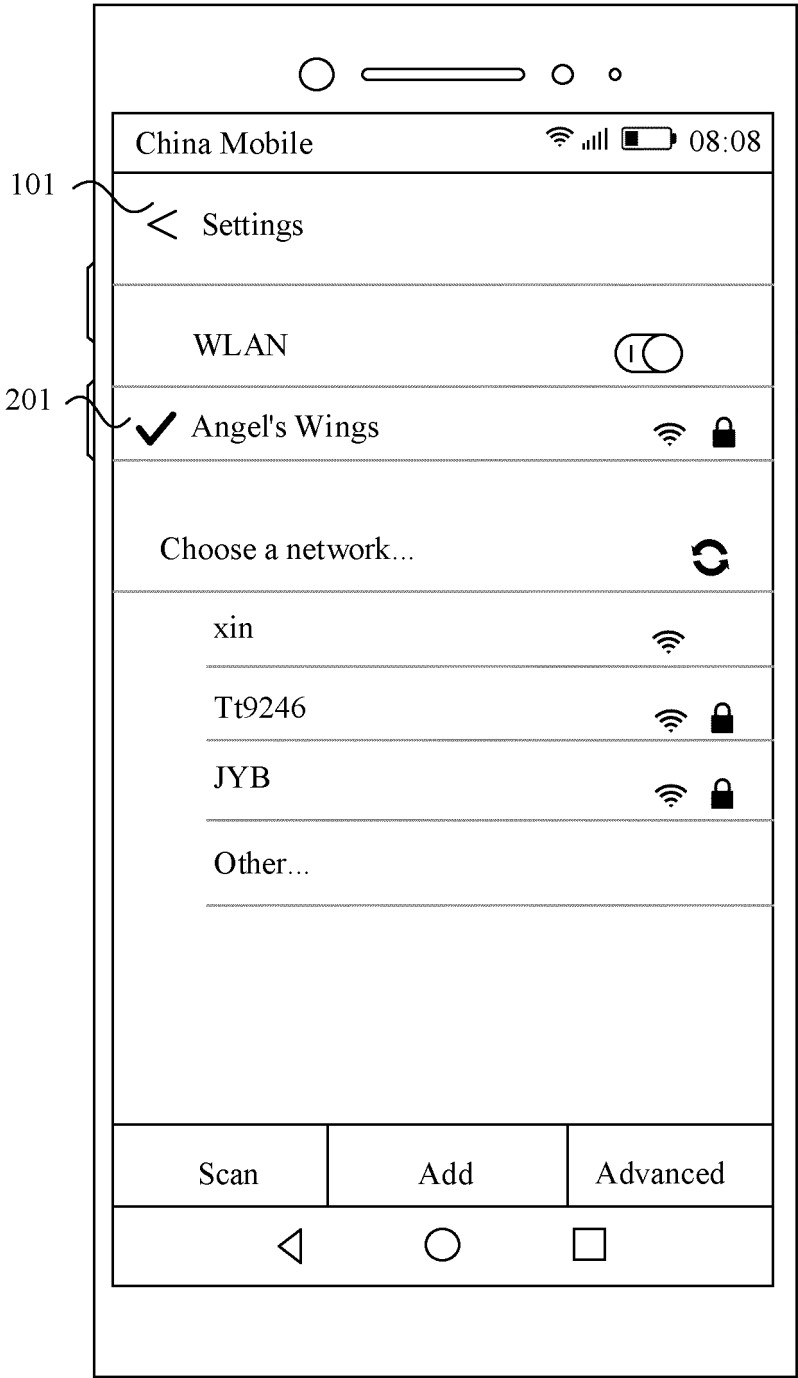 China Mobile 08:08
101
Settings
WLAN
201
Angel's Wings
Choose a network...
xin
Tt9246
JYB
Other...
Scan Add Advanced